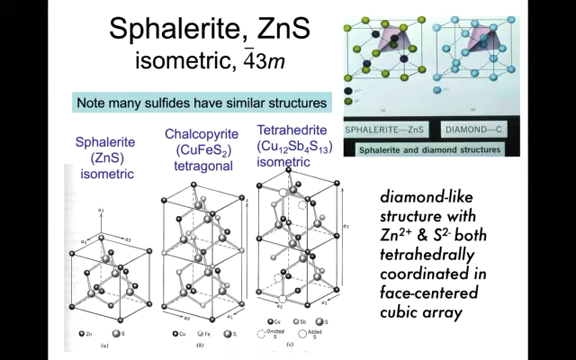 Sphalerite, ZnS
isometric, 4̅3m
Note many sulfides have similar structures
SPHALERITE—ZnS
DIAMOND—C
Sphalerite and diamond structures
Sphalerite
(ZnS)
isometric
Chalcopyrite
(CuFeS₂)
tetragonal
Tetrahedrite
(Cu₁₂Sb₄S₁₃)
isometric
diamond-like
structure with
Zn²⁺ & S²⁻ both
tetrahedrally
coordinated in
face-centered
cubic array
Zn S
(a)
Cu Fe S
(b)
Cu Sb S
Omitted S
Added S
(c)